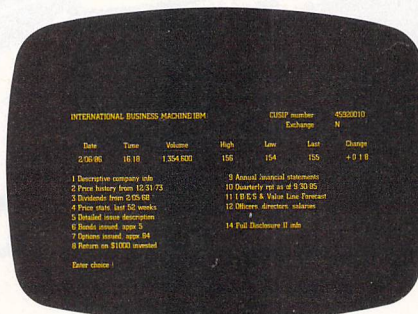 INTERNATIONAL BUSINESS MACHINE IBM CUSIP number 45920010
Exchange N
Date Time Volume High Low Last Change
2/06/86 16:18 1,354,600 156 154 155 +0 1 8
1 Descriptive company info
2 Price history from 12/31/73
3 Dividends from 2/05/68
4 Price stats. last 52 weeks
5 Detailed issue description
6 Bonds issued. appx 5
7 Options issued. appx 84
8 Return on $1000 invested
9 Annual financial statements
10 Quarterly rpt as of 9/30/85
11 I B E S & Value Line Forecast
12 Officers, directors, salaries
14 Full Disclosure II info
Enter choice !